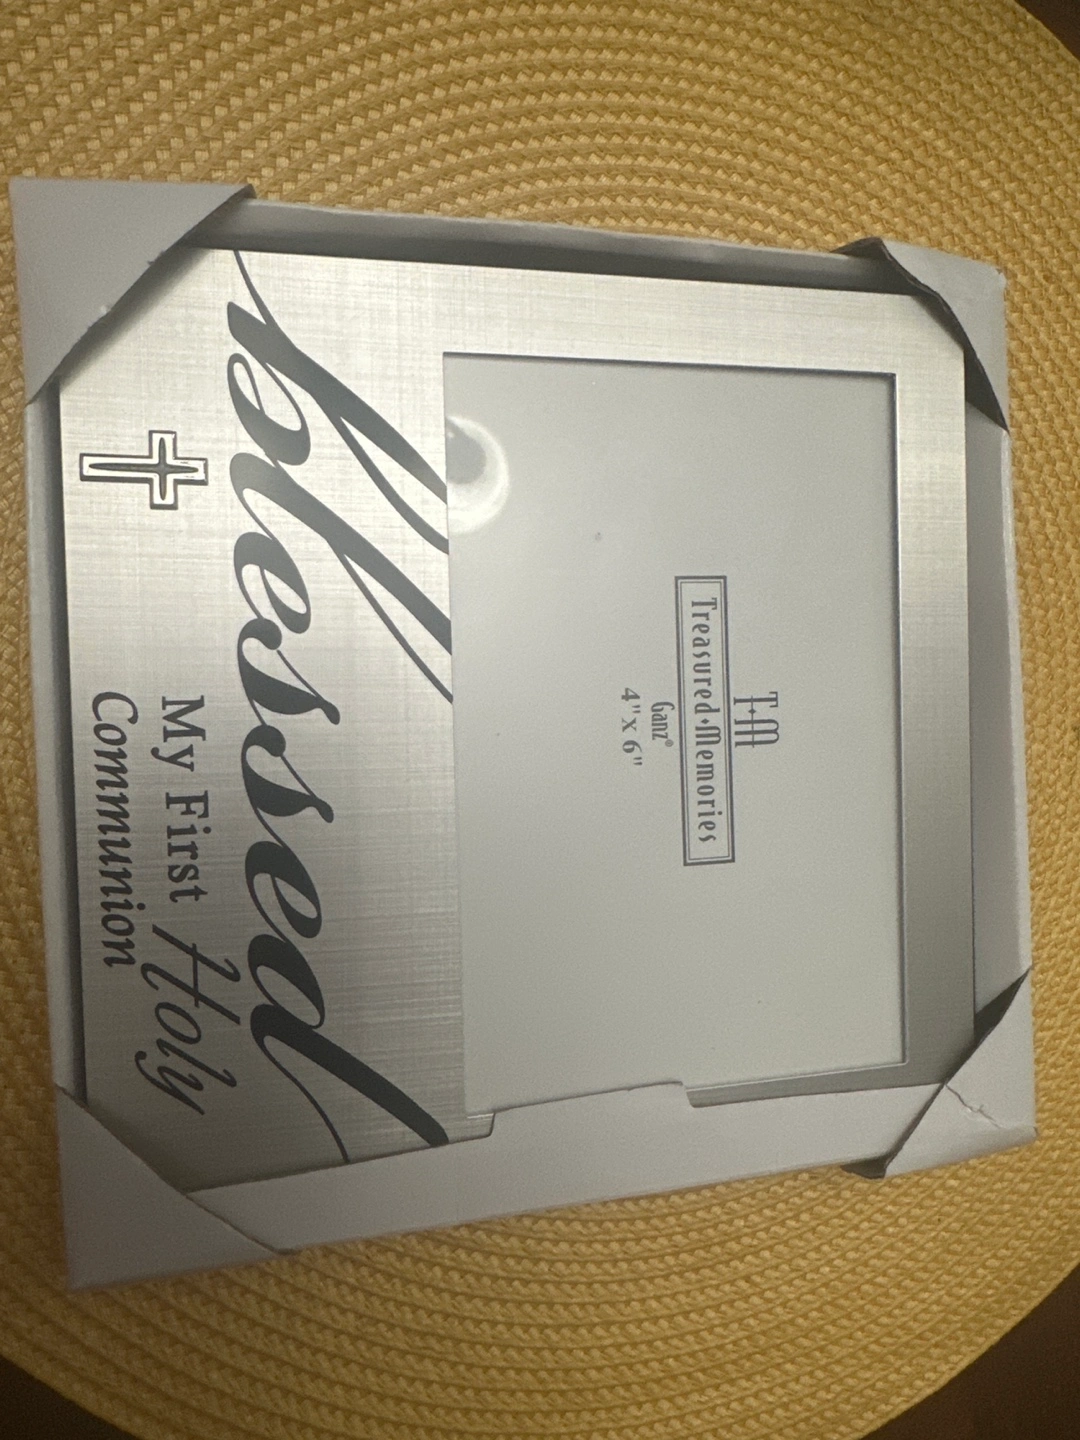 T·M
Treasured·Memories
Ganz®
4" x 6"
blessed
My First Holy
Communion